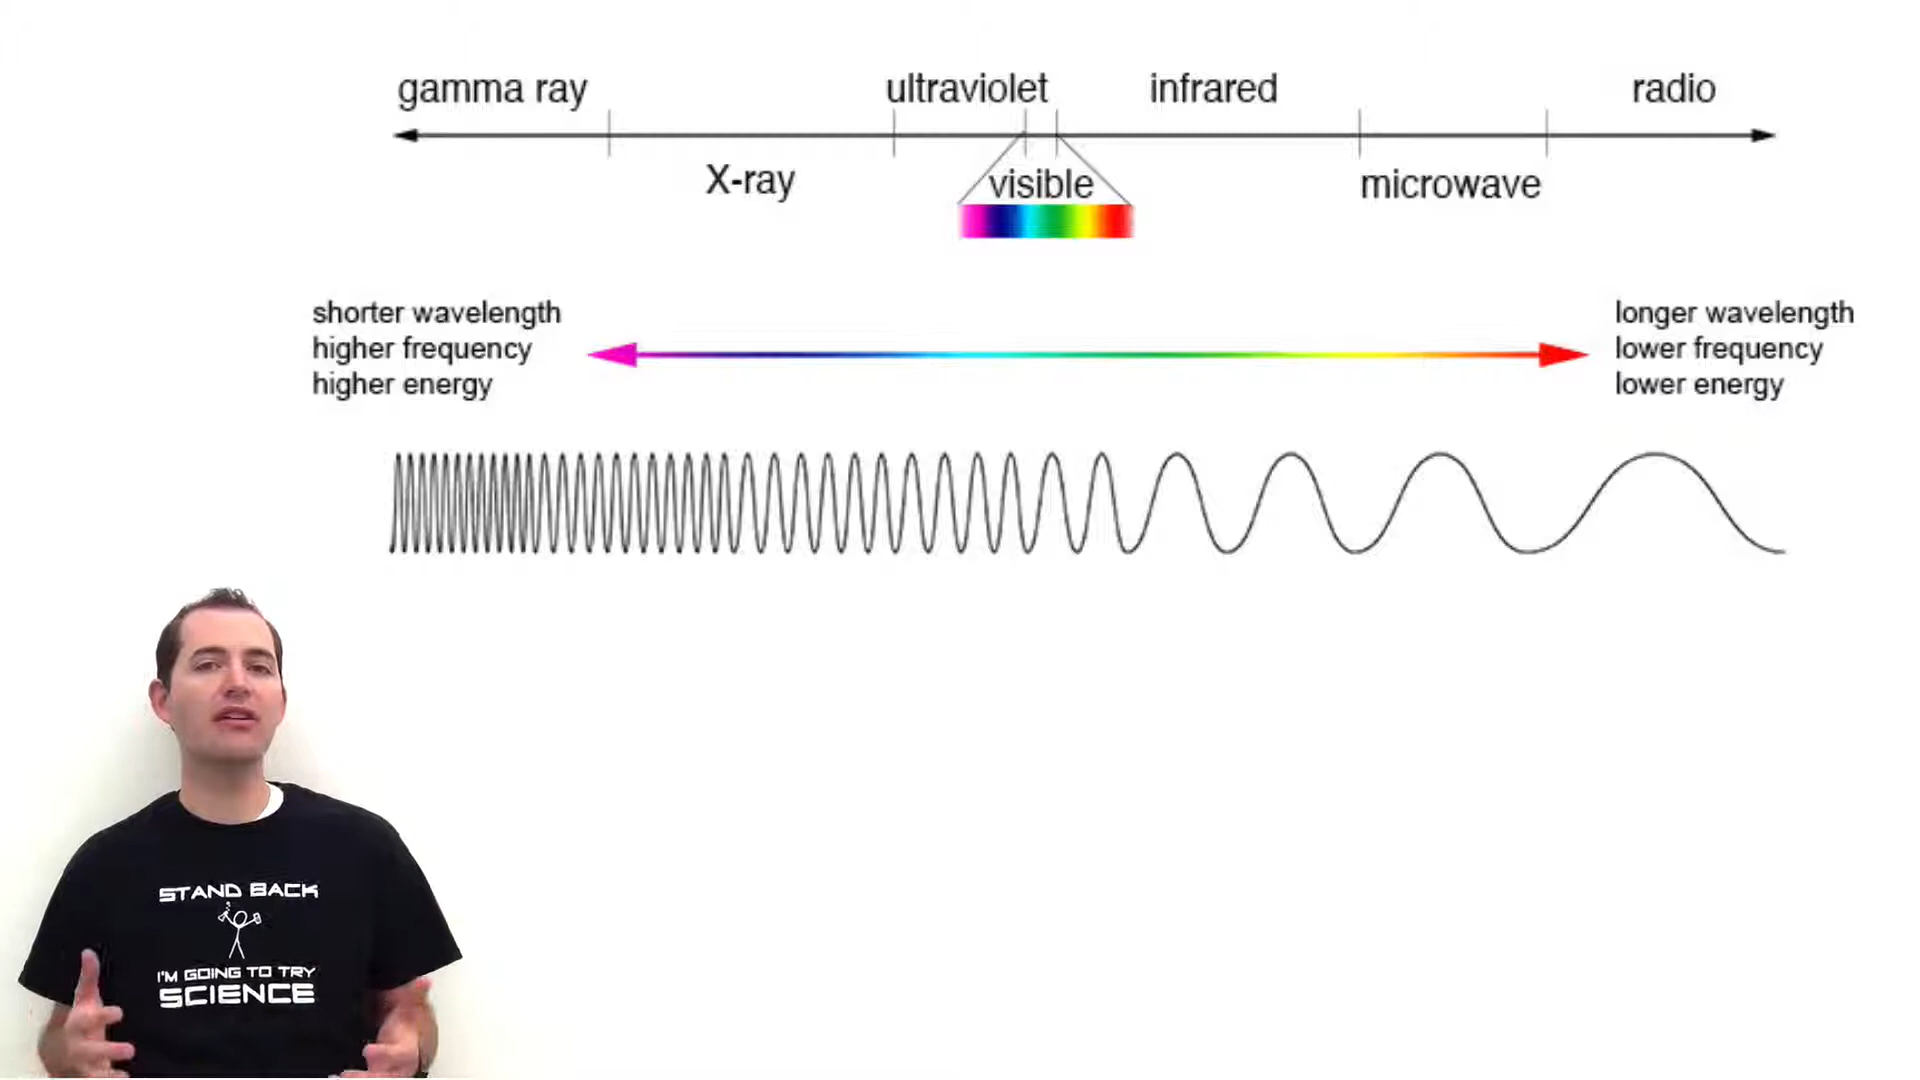 gamma ray
ultraviolet
infrared
radio
X-ray
visible
microwave
shorter wavelength
higher frequency
higher energy
longer wavelength
lower frequency
lower energy
STAND BACK
I'M GOING TO TRY
SCIENCE